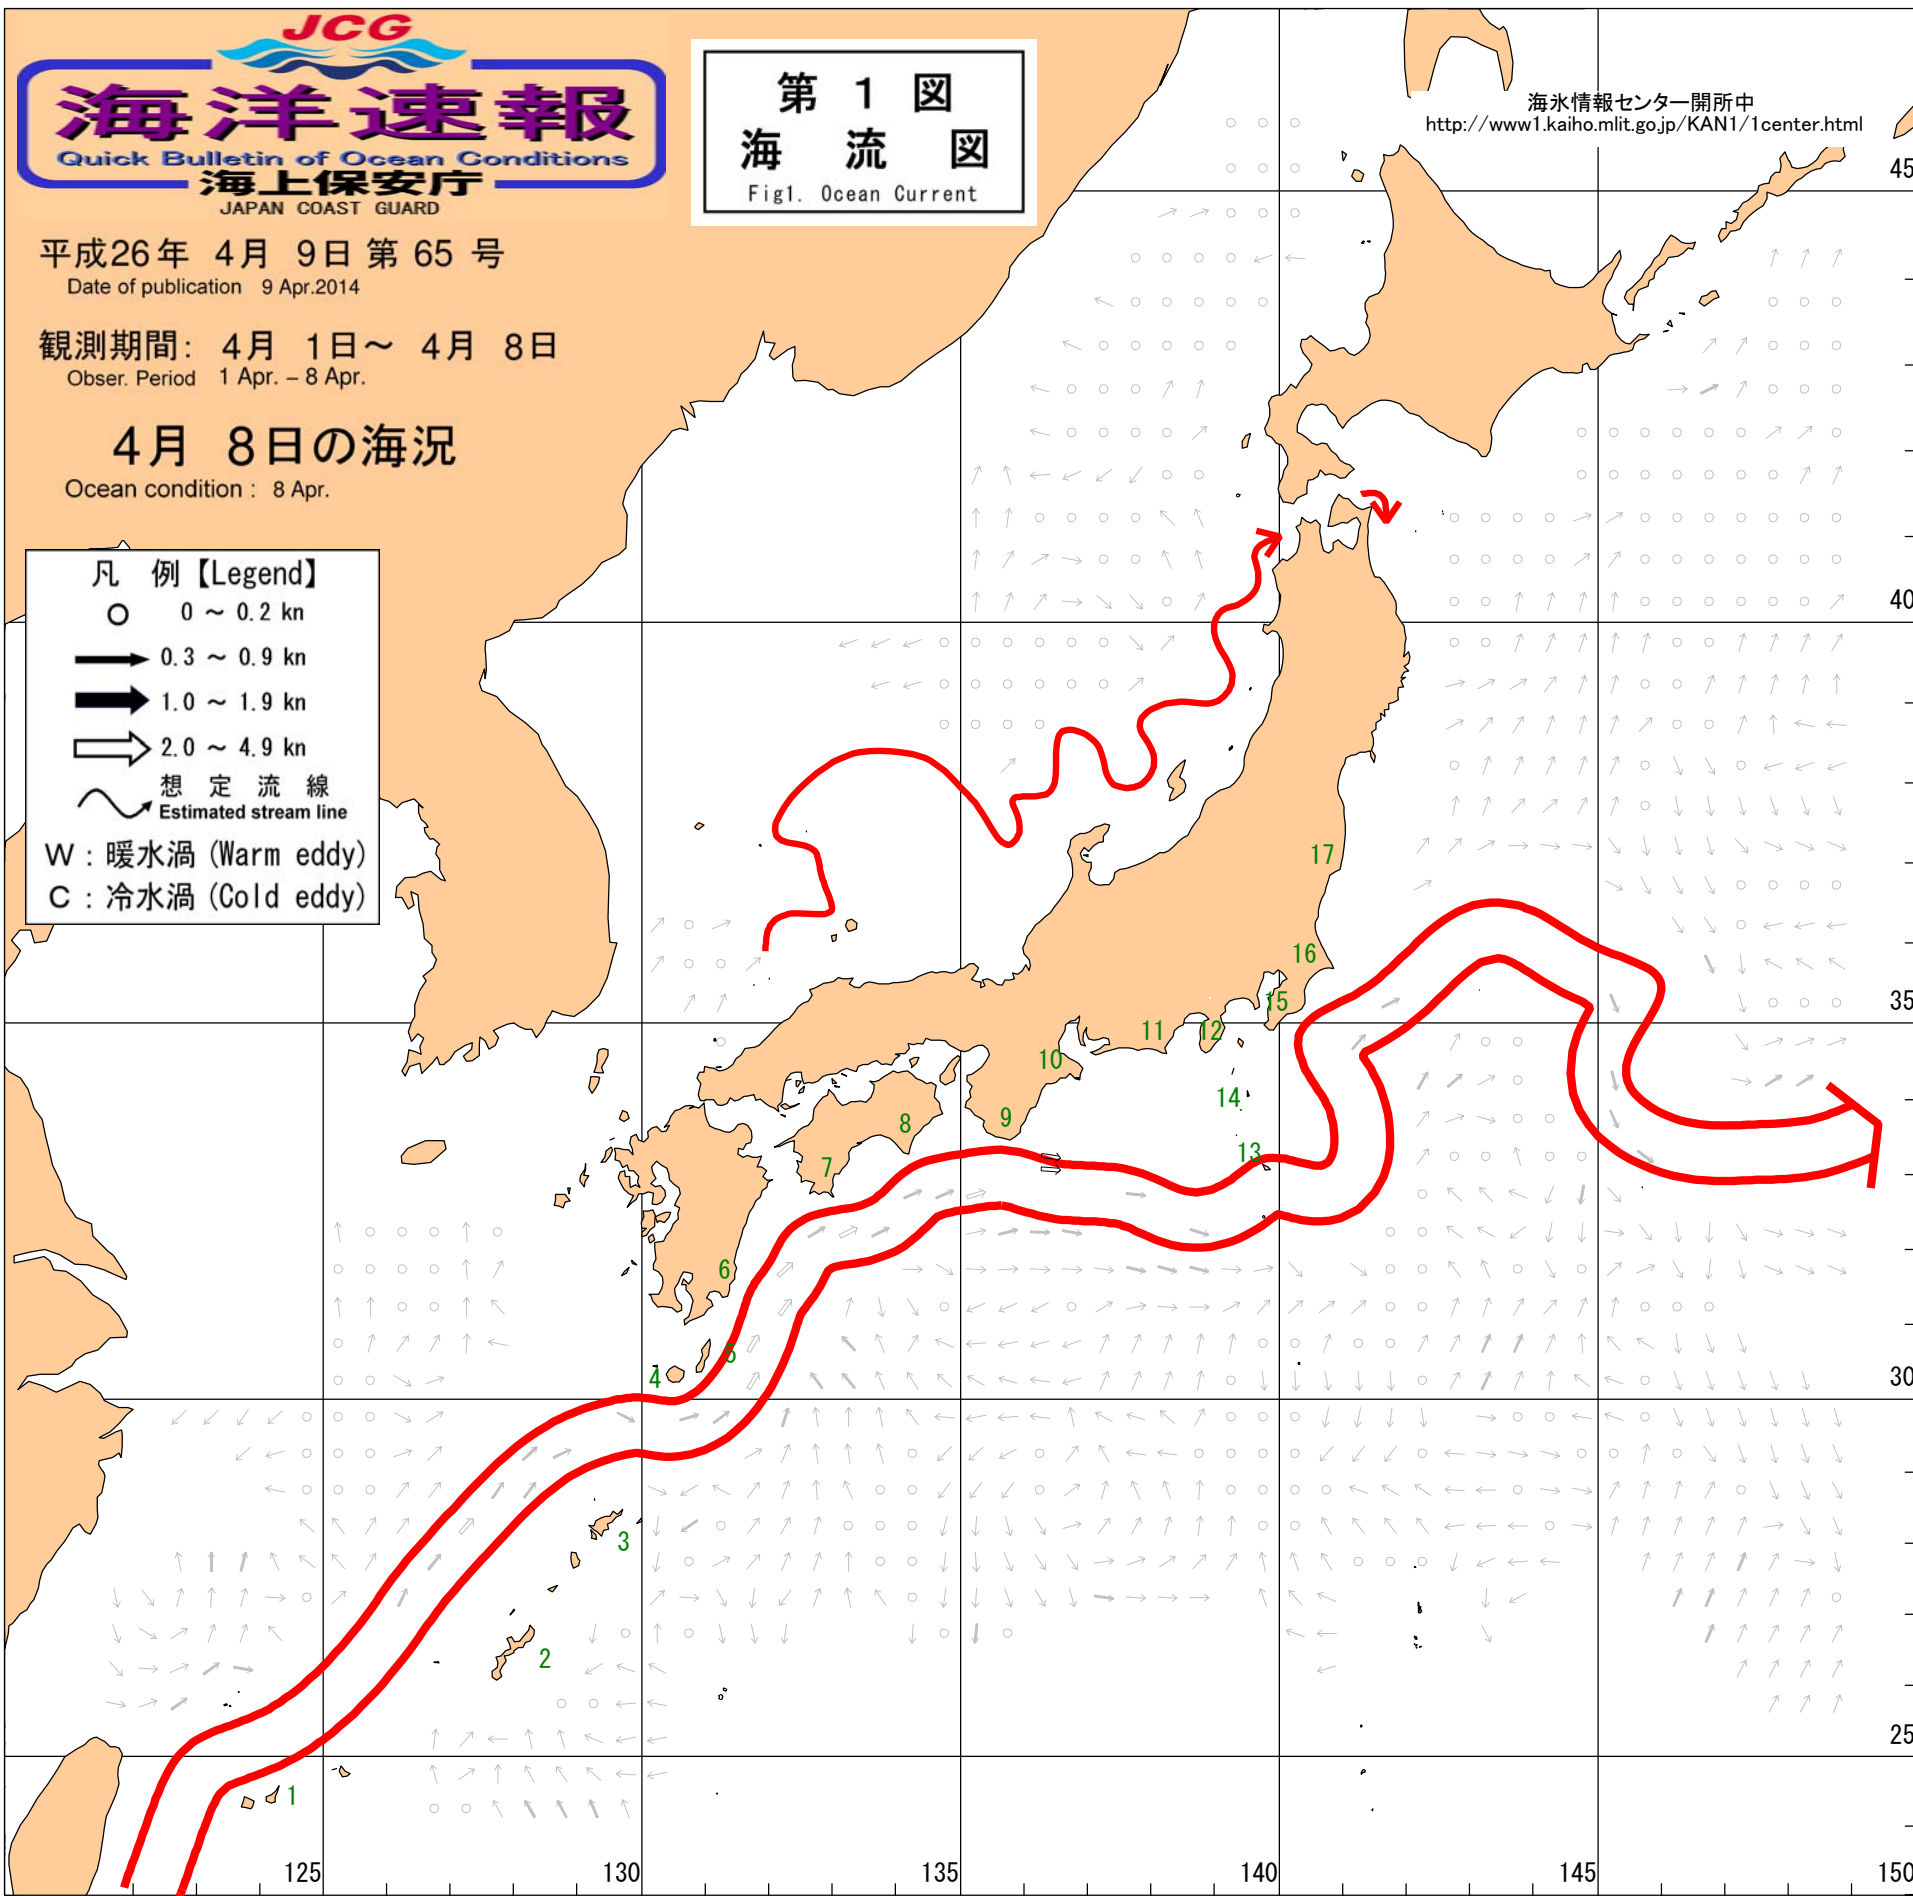 JCG
海洋速報
Quick Bulletin of Ocean Conditions
海上保安庁
JAPAN COAST GUARD
第 1 図
海 流 図
Fig1. Ocean Current
海氷情報センター開所中
http://www1.kaiho.mlit.go.jp/KAN1/1center.html
平成26年 4月 9日 第 65 号
Date of publication 9 Apr.2014
観測期間: 4月 1日～ 4月 8日
Obser. Period 1 Apr. – 8 Apr.
4月 8日の海況
Ocean condition : 8 Apr.
凡 例【Legend】
0 ～ 0.2 kn
0.3 ～ 0.9 kn
1.0 ～ 1.9 kn
2.0 ～ 4.9 kn
想 定 流 線
Estimated stream line
W : 暖水渦 (Warm eddy)
C : 冷水渦 (Cold eddy)
45
40
17
16
35
15
12
11
10
14
9
8
13
7
6
5
4
30
3
2
25
1
125
130
135
140
145
150